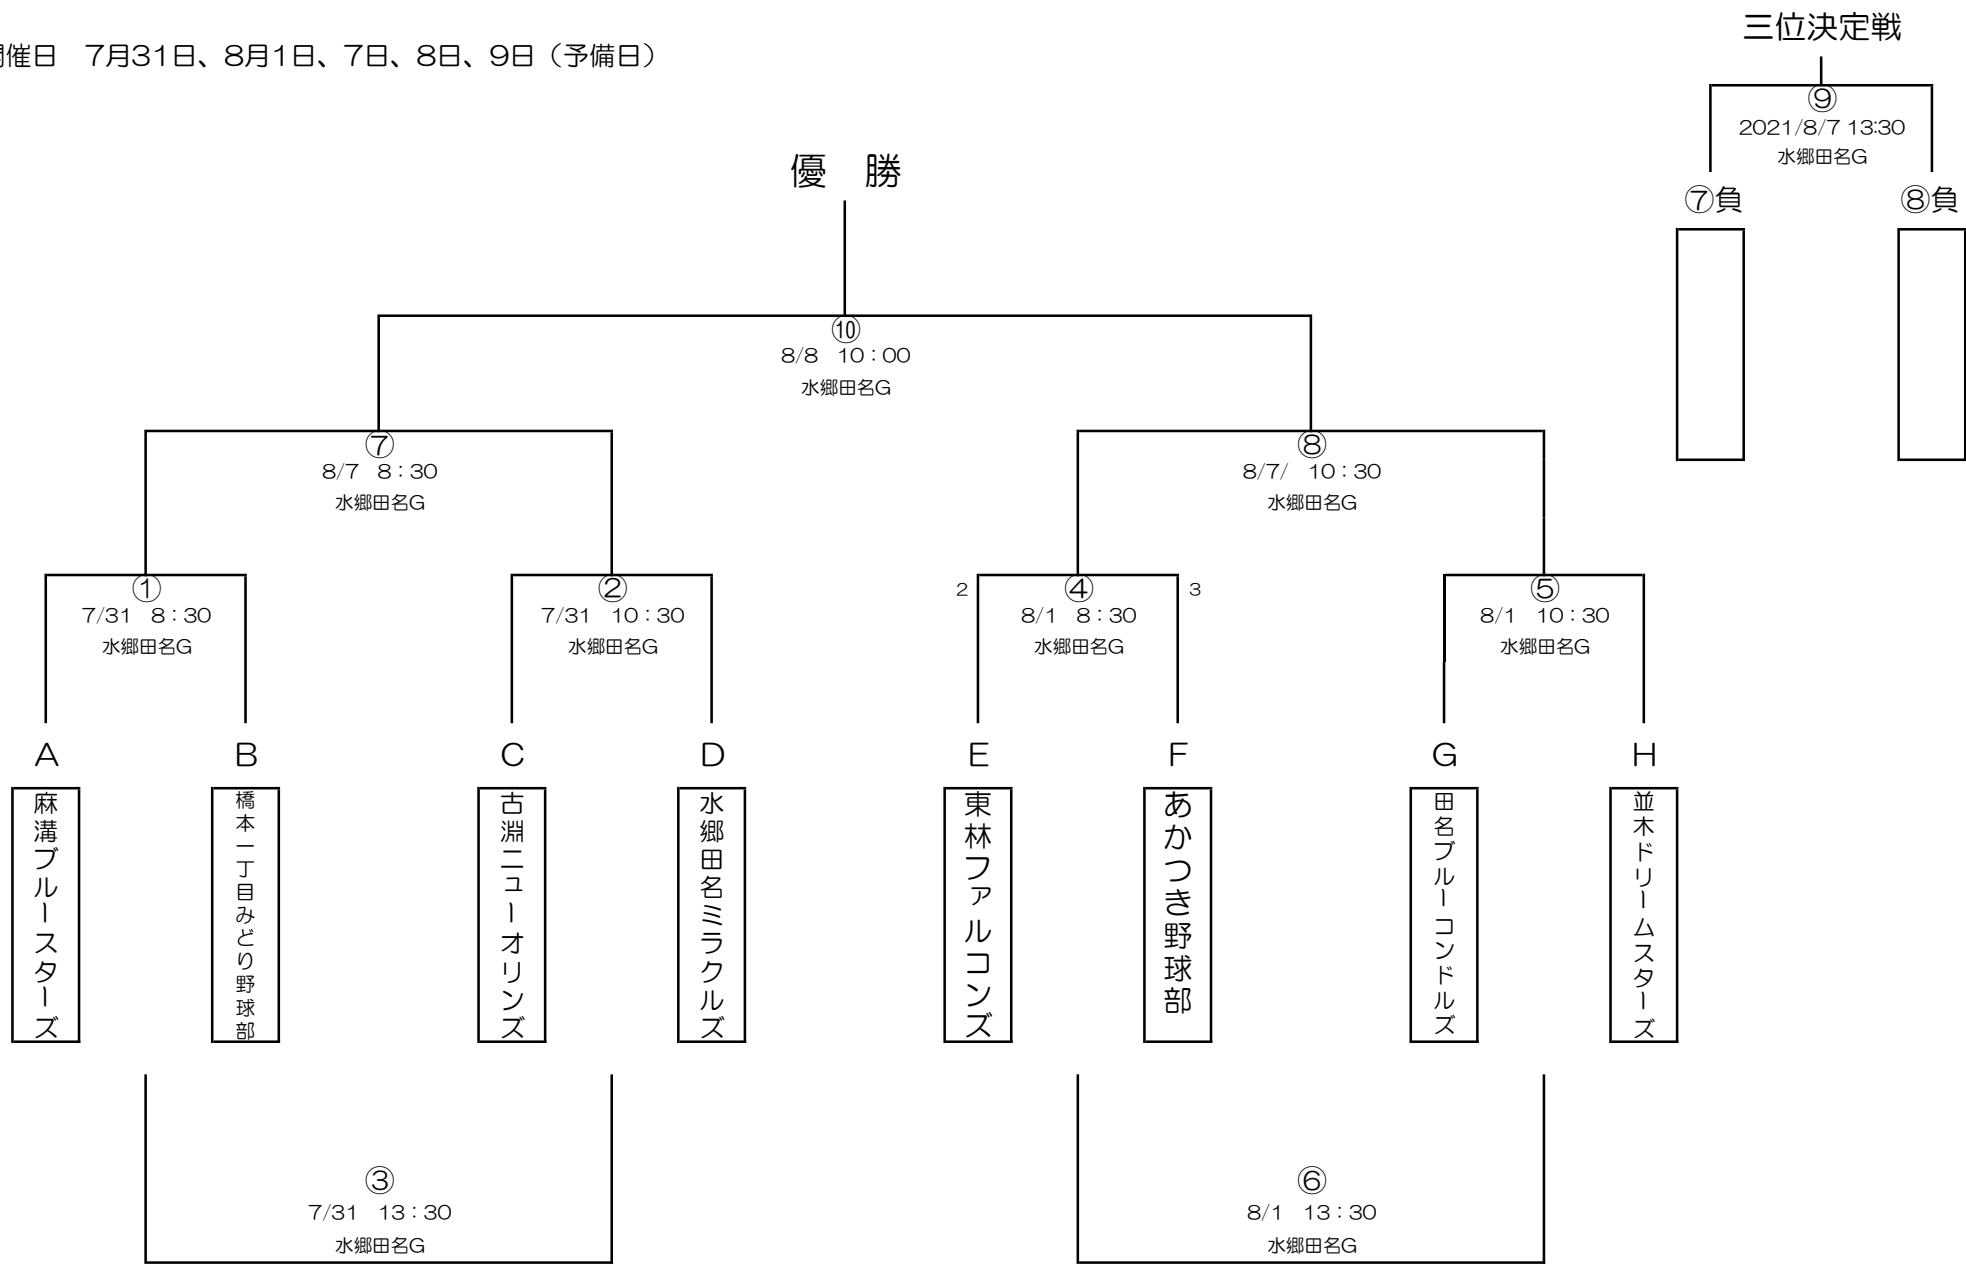 三位決定戦
催日　7月31日、8月1日、7日、8日、9日（予備日）
⑨
2021/8/7 13:30
水郷田名G
優　勝
⑦負
⑧負
⑩
8/8　10：00
水郷田名G
⑦
8/7　8：30
水郷田名G
⑧
8/7/　10：30
水郷田名G
①
7/31　8：30
水郷田名G
②
7/31　10：30
水郷田名G
2
④
3
8/1　8：30
水郷田名G
⑤
8/1　10：30
水郷田名G
A
B
C
D
E
F
G
H
麻溝ブルースターズ
橋本一丁目みどり野球部
古淵ニューオリンズ
水郷田名ミラクルズ
東林ファルコンズ
あかつき野球部
田名ブルーコンドルズ
並木ドリームスターズ
③
7/31　13：30
水郷田名G
⑥
8/1　13：30
水郷田名G